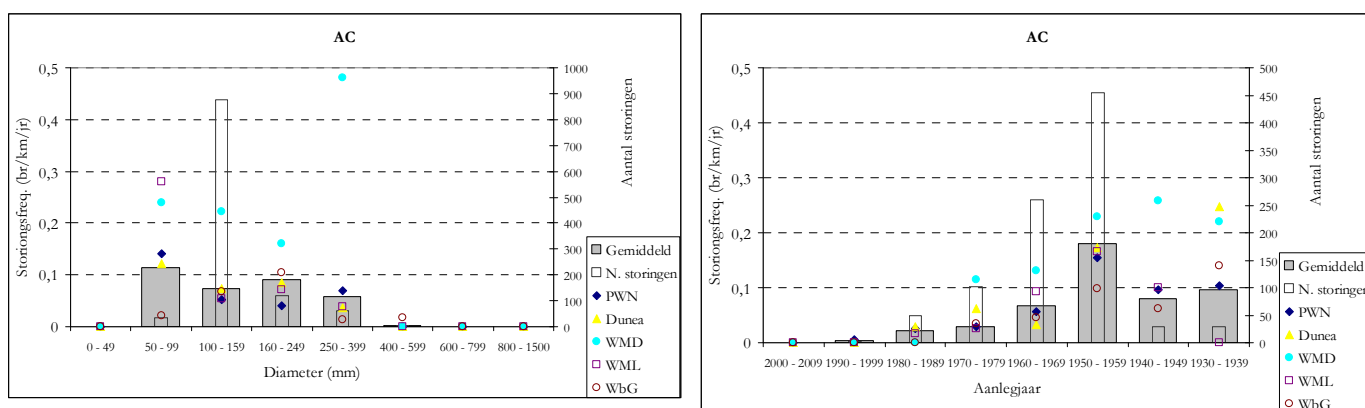 AC
Storiongsfreq. (br/km/jr)
0,5
0,4
0,3
0,2
0,1
0
1000
900
800
700
600
500
400
300
200
100
0
Aantal stroringen
0 - 49
50 - 99
100 - 159
160 - 249
250 - 399
400 - 599
600 - 799
800 - 1500
Diameter (mm)
Gemiddeld
N. storingen
PWN
Dunea
WMD
WML
WbG
AC
Storiongsfreq. (br/km/jr)
0,5
0,4
0,3
0,2
0,1
0
500
450
400
350
300
250
200
150
100
50
0
Aantal stroringen
2000 - 2009
1990 - 1999
1980 - 1989
1970 - 1979
1960 - 1969
1950 - 1959
1940 - 1949
1930 - 1939
Aanlegjaar
Gemiddeld
N. storingen
PWN
Dunea
WMD
WML
WbG